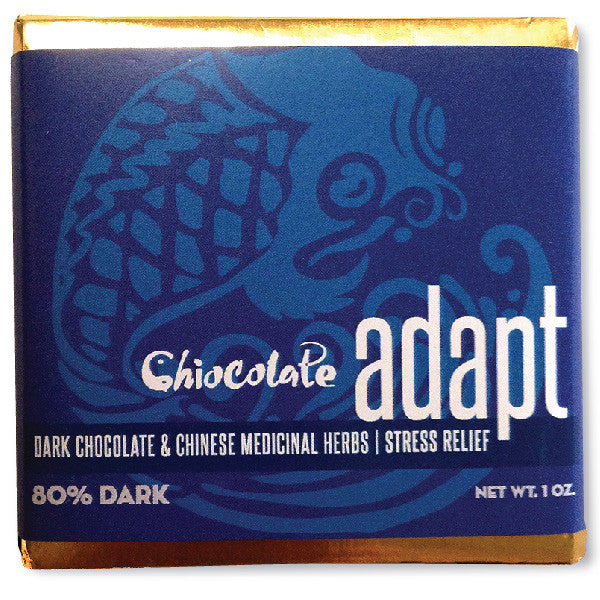 Chiocolate adapt
DARK CHOCOLATE & CHINESE MEDICINAL HERBS | STRESS RELIEF
80% DARK
NET WT. 1 OZ.